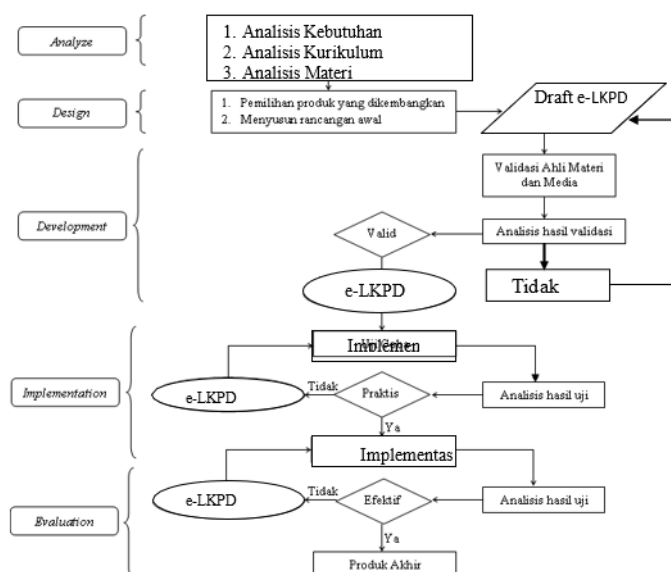 Analyze
1. Analisis Kebutuhan
2. Analisis Kurikulum
3. Analisis Materi
Design
1. Pemilihan produk yang dikembangkan
2. Menyusun rancangan awal
Draft e-LKPD
Validasi Ahli Materi
dan Media
Development
Valid
Analisis hasil validasi
e-LKPD
Tidak
Implemen
Implementation
e-LKPD
Tidak
Praktis
Analisis hasil uji
Ya
Implementas
e-LKPD
Tidak
Efektif
Analisis hasil uji
Evaluation
Ya
Produk Akhir